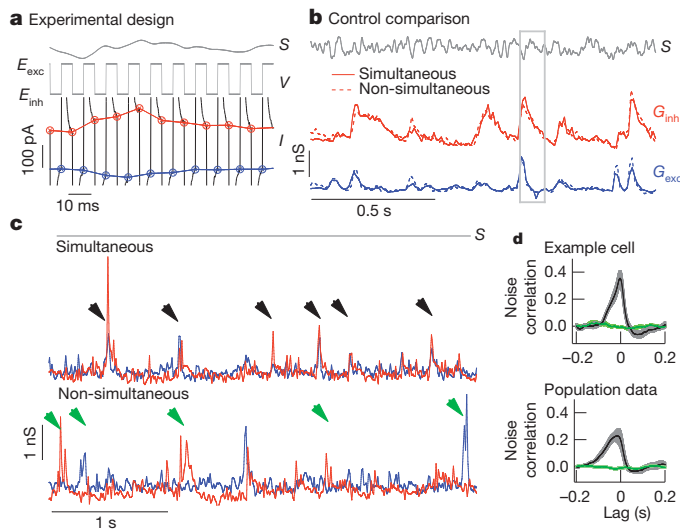 a Experimental design
S
E_exc
V
E_inh
I
100 pA
10 ms
b Control comparison
S
Simultaneous
Non-simultaneous
G_inh
1 nS
G_exc
0.5 s
c
S
Simultaneous
Non-simultaneous
1 nS
1 s
d
Example cell
Noise correlation
0.4
0.2
0
−0.2 0 0.2
Population data
Noise correlation
0.4
0.2
0
−0.2 0 0.2
Lag (s)